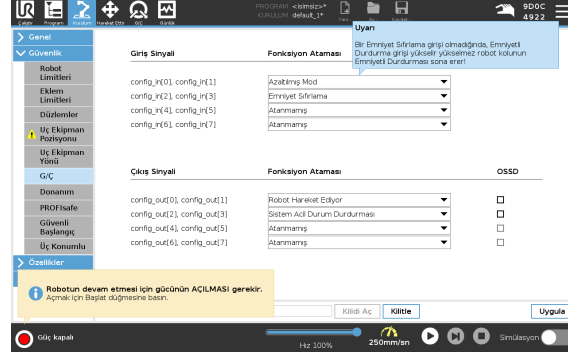 PROGRAM <isimsiz>*
KURULUM default_1*
9D0C
4922
Çalıştır Program Kurulum Hareket Ettir G/Ç Günlük
Yeni... Aç... Kaydet...
Uyarı
Bir Emniyet Sıfırlama girişi olmadığında, Emniyetli
Durdurma girişi yükselir yükselmez robot kolunun
Emniyetli Durdurması sona erer!
Genel
Güvenlik
Robot
Limitleri
Eklem
Limitleri
Düzlemler
Uç Ekipman
Pozisyonu
Uç Ekipman
Yönü
G/Ç
Donanım
PROFIsafe
Güvenli
Başlangıç
Üç Konumlu
Özellikler
Giriş Sinyali Fonksiyon Ataması
config_in[0], config_in[1] Azaltılmış Mod
config_in[2], config_in[3] Emniyet Sıfırlama
config_in[4], config_in[5] Atanmamış
config_in[6], config_in[7] Atanmamış
Çıkış Sinyali Fonksiyon Ataması OSSD
config_out[0], config_out[1] Robot Hareket Ediyor
config_out[2], config_out[3] Sistem Acil Durum Durdurması
config_out[4], config_out[5] Atanmamış
config_out[6], config_out[7] Atanmamış
Robotun devam etmesi için gücünün AÇILMASI gerekir.
Açmak için Başlat düğmesine basın.
Kilidi Aç Kilitle Uygula
Güç kapalı
Hız 100%
250mm/sn
Simülasyon